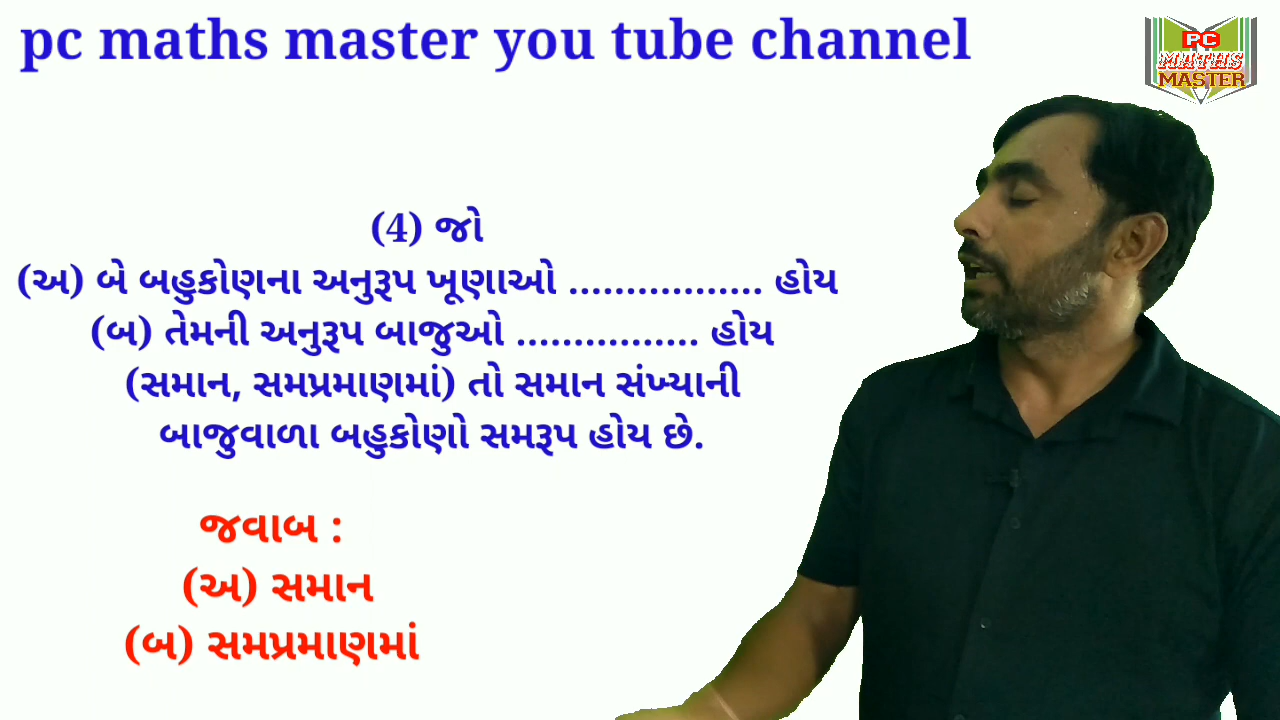 pc maths master you tube channel
PC
MATHS
MASTER
(4) જો
(અ) બે બહુકોણના અનુરૂપ ખૂણાઓ ................. હોય
(બ) તેમની અનુરૂપ બાજુઓ ................ હોય
(સમાન, સમપ્રમાણમાં) તો સમાન સંખ્યાની
બાજુવાળા બહુકોણો સમરૂપ હોય છે.
જવાબ :
(અ) સમાન
(બ) સમપ્રમાણમાં